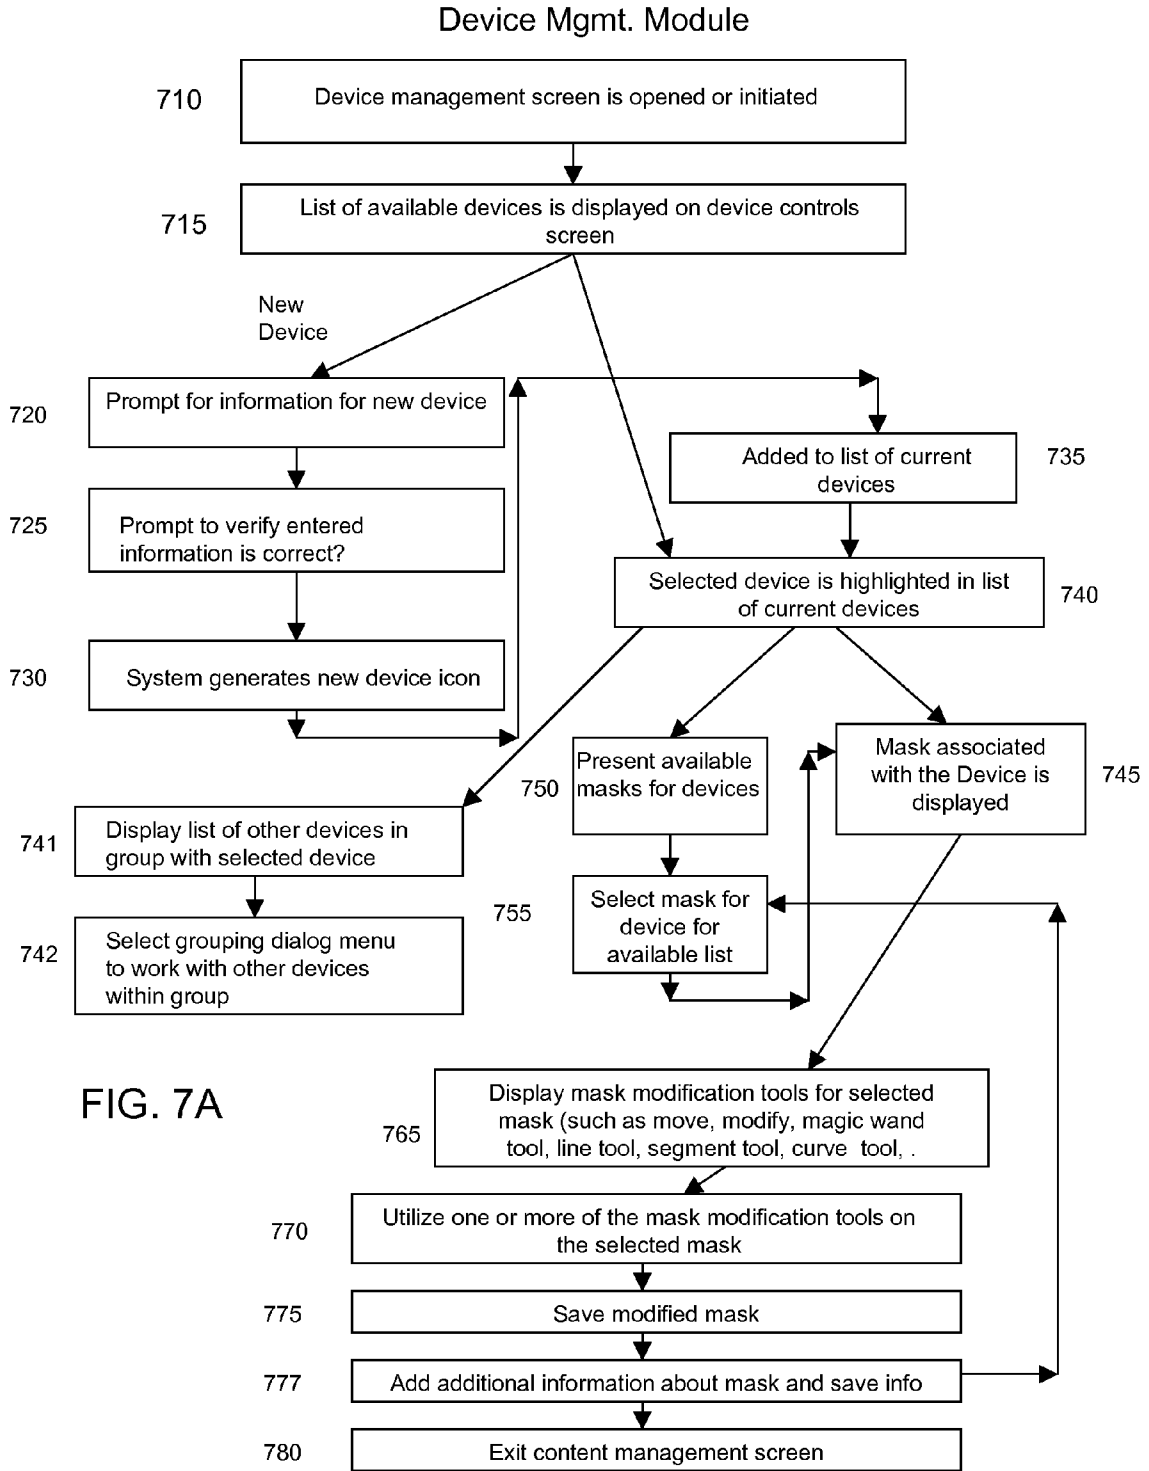 Device Mgmt. Module
710
Device management screen is opened or initiated
715
List of available devices is displayed on device controls
screen
New
Device
720
Prompt for information for new device
735
Added to list of current
devices
725
Prompt to verify entered
information is correct?
740
Selected device is highlighted in list
of current devices
730
System generates new device icon
750
Present available
masks for devices
745
Mask associated
with the Device is
displayed
741
Display list of other devices in
group with selected device
755
Select mask for
device for
available list
742
Select grouping dialog menu
to work with other devices
within group
FIG. 7A
765
Display mask modification tools for selected
mask (such as move, modify, magic wand
tool, line tool, segment tool, curve tool, .
770
Utilize one or more of the mask modification tools on
the selected mask
775
Save modified mask
777
Add additional information about mask and save info
780
Exit content management screen